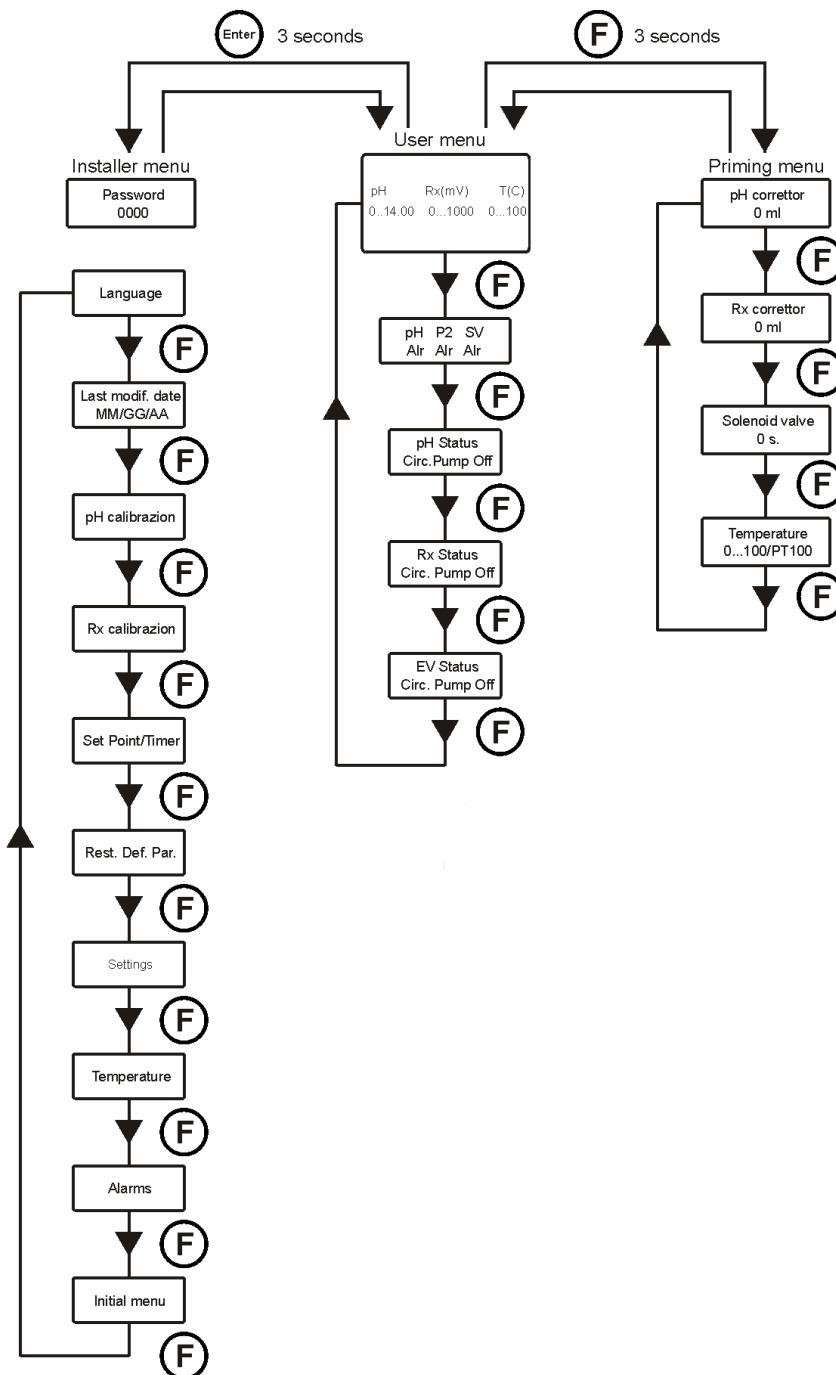 Enter 3 seconds
F 3 seconds
Installer menu
Password
0000
Language
F
Last modif. date
MM/GG/AA
F
pH calibrazion
F
Rx calibrazion
F
Set Point/Timer
F
Rest. Def. Par.
F
Settings
F
Temperature
F
Alarms
F
Initial menu
F
User menu
pH Rx(mV) T(C)
0..14.00 0...1000 0...100
F
pH P2 SV
Alr Alr Alr
F
pH Status
Circ.Pump Off
F
Rx Status
Circ. Pump Off
F
EV Status
Circ. Pump Off
F
Priming menu
pH correttor
0 ml
F
Rx correttor
0 ml
F
Solenoid valve
0 s.
F
Temperature
0...100/PT100
F